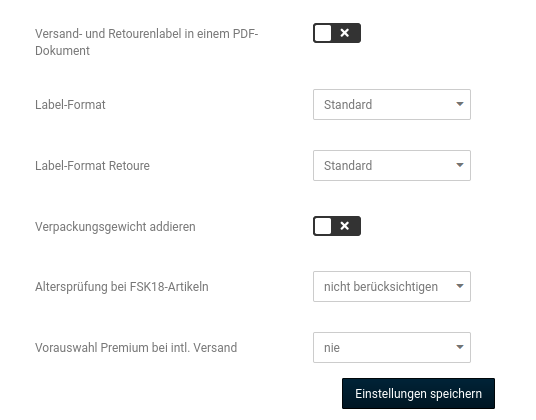 Versand- und Retourenlabel in einem PDF-
Dokument
Label-Format
Standard
Label-Format Retoure
Standard
Verpackungsgewicht addieren
Altersprüfung bei FSK18-Artikeln
nicht berücksichtigen
Vorauswahl Premium bei intl. Versand
nie
Einstellungen speichern